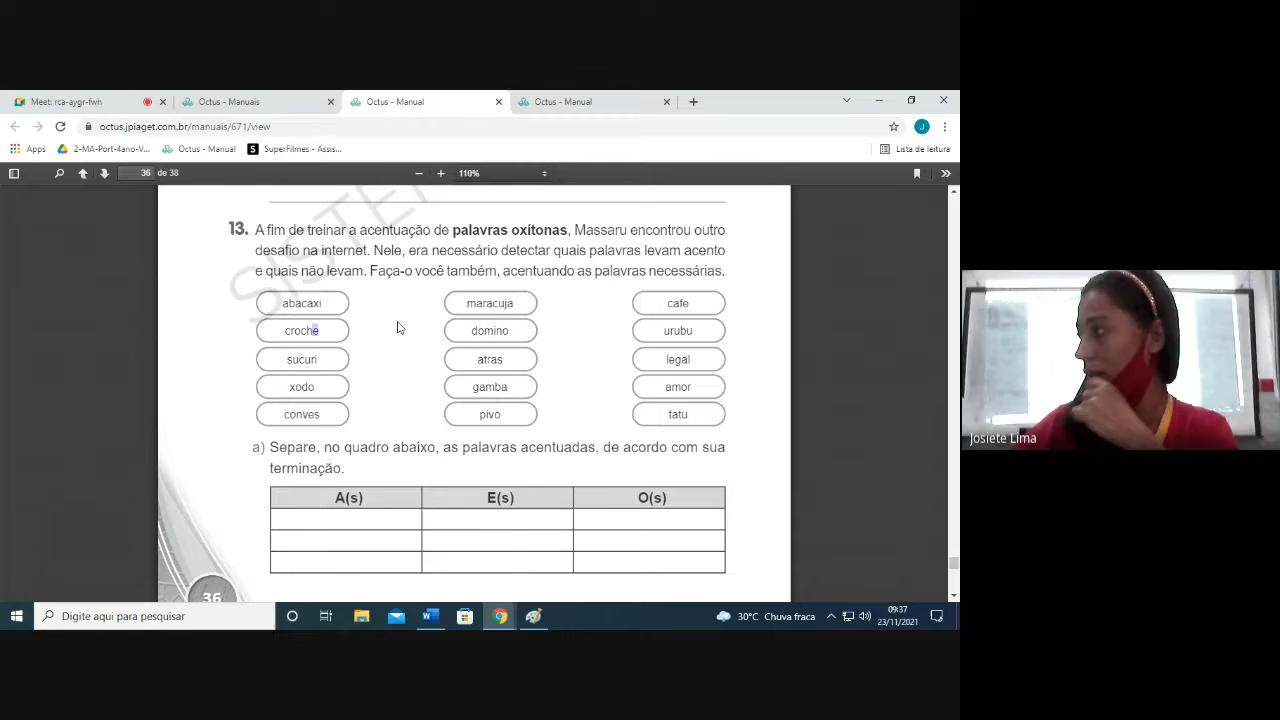 Meet: rca-aygr-fwh
Octus - Manuais
Octus - Manual
Octus - Manual
octus.jpiaget.com.br/manuais/671/view
Apps
2-MA-Port-4ano-V...
Octus - Manual
SuperFilmes - Assis...
Lista de leitura
36 de 38
110%
SISTE
13. A fim de treinar a acentuação de palavras oxítonas, Massaru encontrou outro
desafio na internet. Nele, era necessário detectar quais palavras levam acento
e quais não levam. Faça-o você também, acentuando as palavras necessárias.
abacaxi maracuja cafe
croche domino urubu
sucuri atras legal
xodo gamba amor
conves pivo tatu
a) Separe, no quadro abaixo, as palavras acentuadas, de acordo com sua
terminação.
A(s) E(s) O(s)
36
Josiete Lima
Digite aqui para pesquisar
30°C Chuva fraca
09:37
23/11/2021